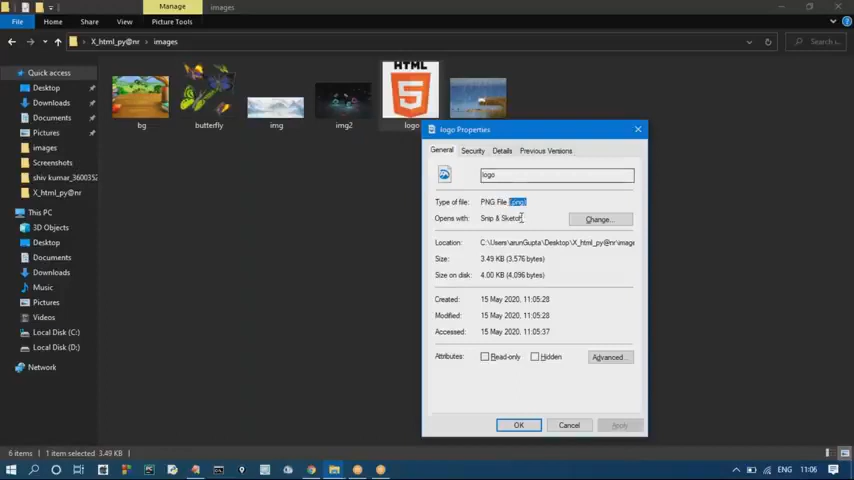 Manage
images
File
Home
Share
View
Picture Tools
X_html_py@nr
images
Search
Quick access
Desktop
Downloads
Documents
Pictures
images
Screenshots
shiv kumar_3600352
X_html_py@nr
This PC
3D Objects
Desktop
Documents
Downloads
Music
Pictures
Videos
Local Disk (C:)
Local Disk (D:)
Network
HTML
5
bg
butterfly
img
img2
logo
logo Properties
General
Security
Details
Previous Versions
logo
Type of file:
PNG File (.png)
Opens with:
Snip & Sketch
Change...
Location:
C:\Users\arunGupta\Desktop\X_html_py@nr\image
Size:
3.49 KB (3,576 bytes)
Size on disk:
4.00 KB (4,096 bytes)
Created:
15 May 2020, 11:05:28
Modified:
15 May 2020, 11:05:28
Accessed:
15 May 2020, 11:05:37
Attributes:
Read-only
Hidden
Advanced...
OK
Cancel
Apply
6 items
1 item selected 3.49 KB
ENG
11:06